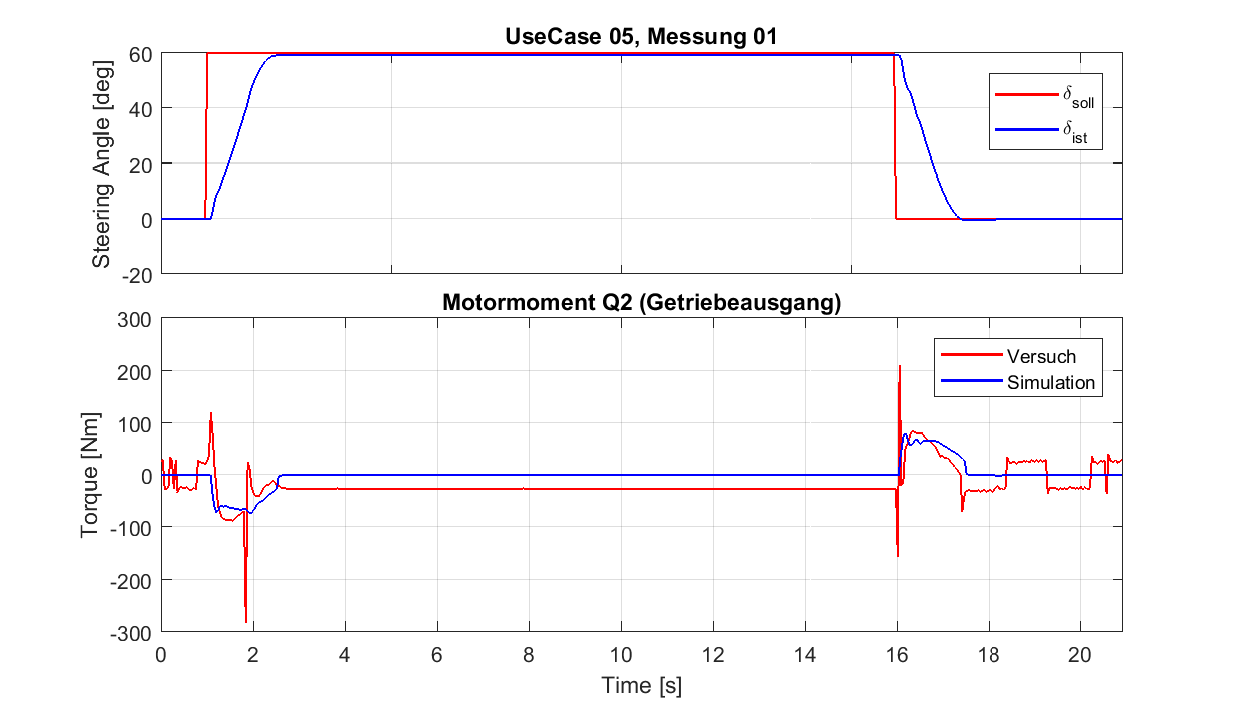 UseCase 05, Messung 01
Steering Angle [deg]
60
40
20
0
-20
δsoll
δist
Motormoment Q2 (Getriebeausgang)
Torque [Nm]
300
200
100
0
-100
-200
-300
Versuch
Simulation
0 2 4 6 8 10 12 14 16 18 20
Time [s]